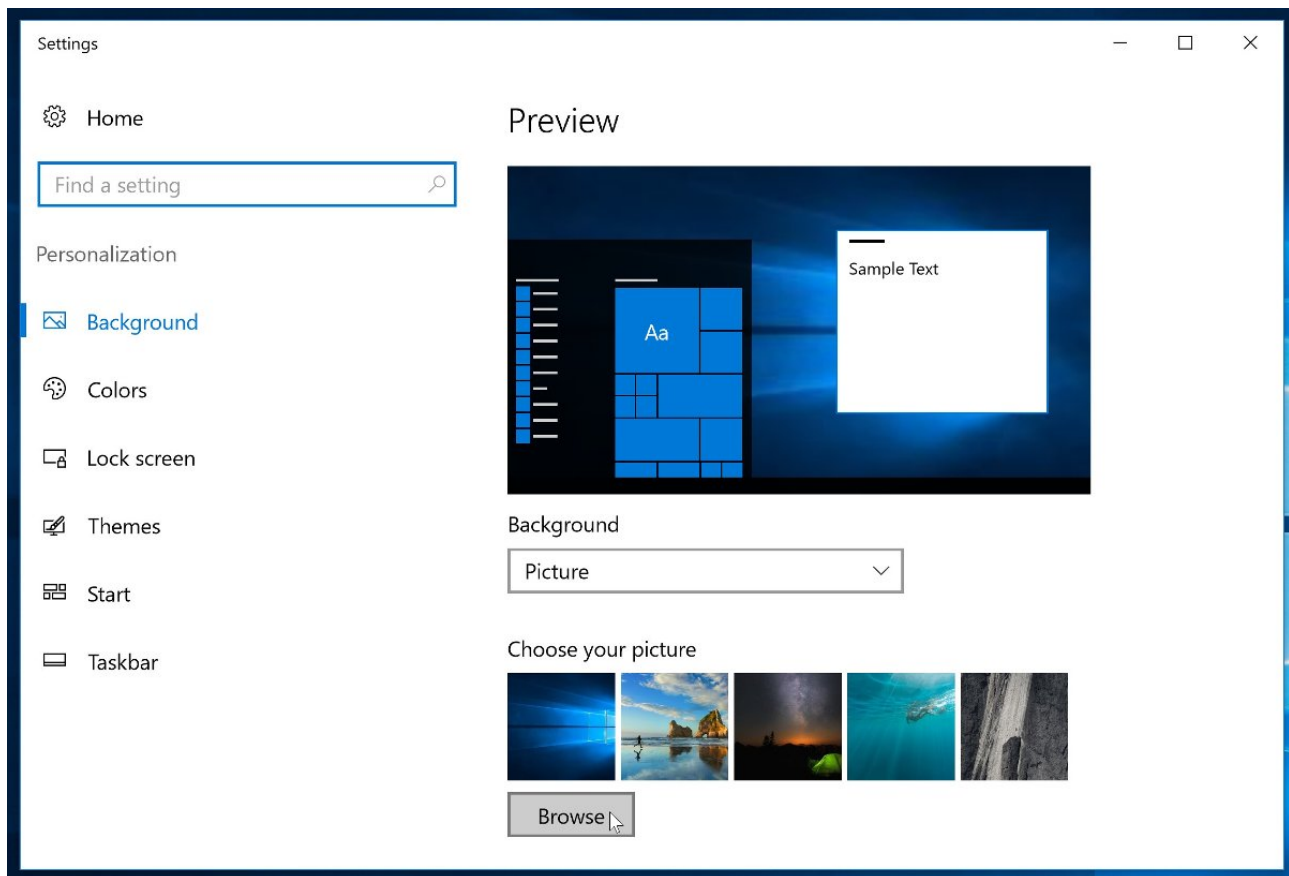 Settings
Home
Find a setting
Personalization
Background
Colors
Lock screen
Themes
Start
Taskbar
Preview
Aa
Sample Text
Background
Picture
Choose your picture
Browse